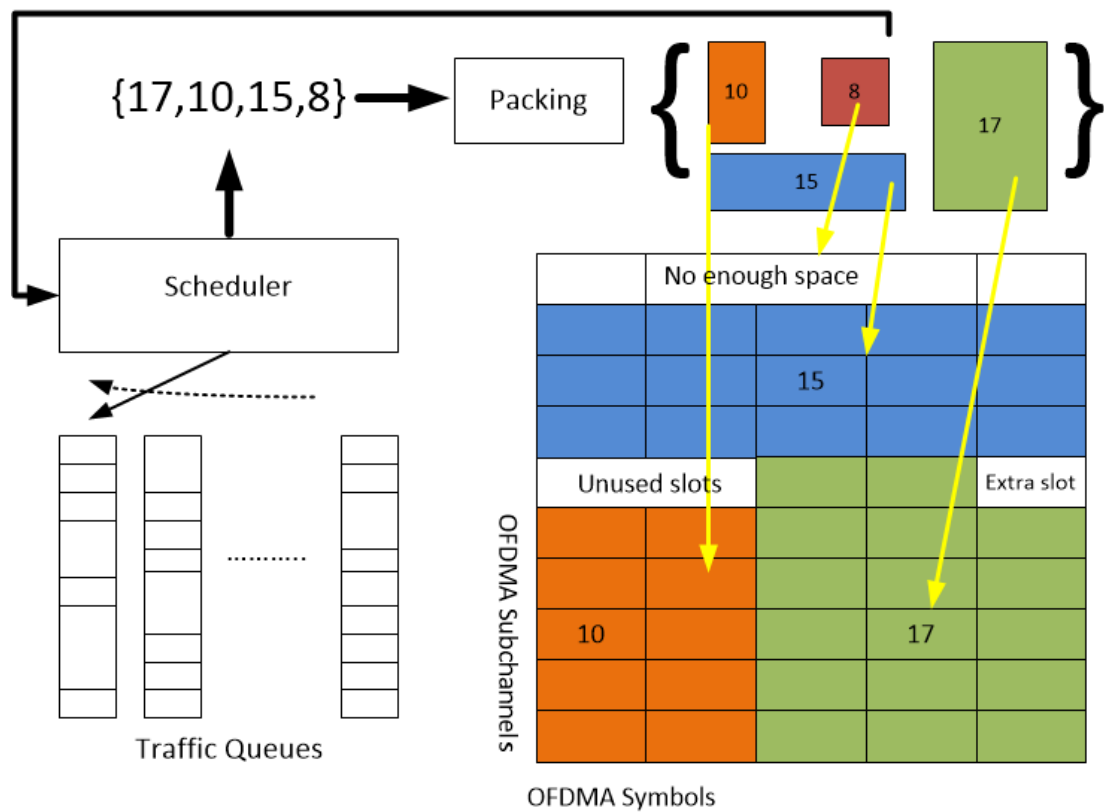 {17,10,15,8}
Packing
{
10
8
17
15
}
Scheduler
No enough space
15
Unused slots
Extra slot
10
17
..........
Traffic Queues
OFDMA Subchannels
OFDMA Symbols